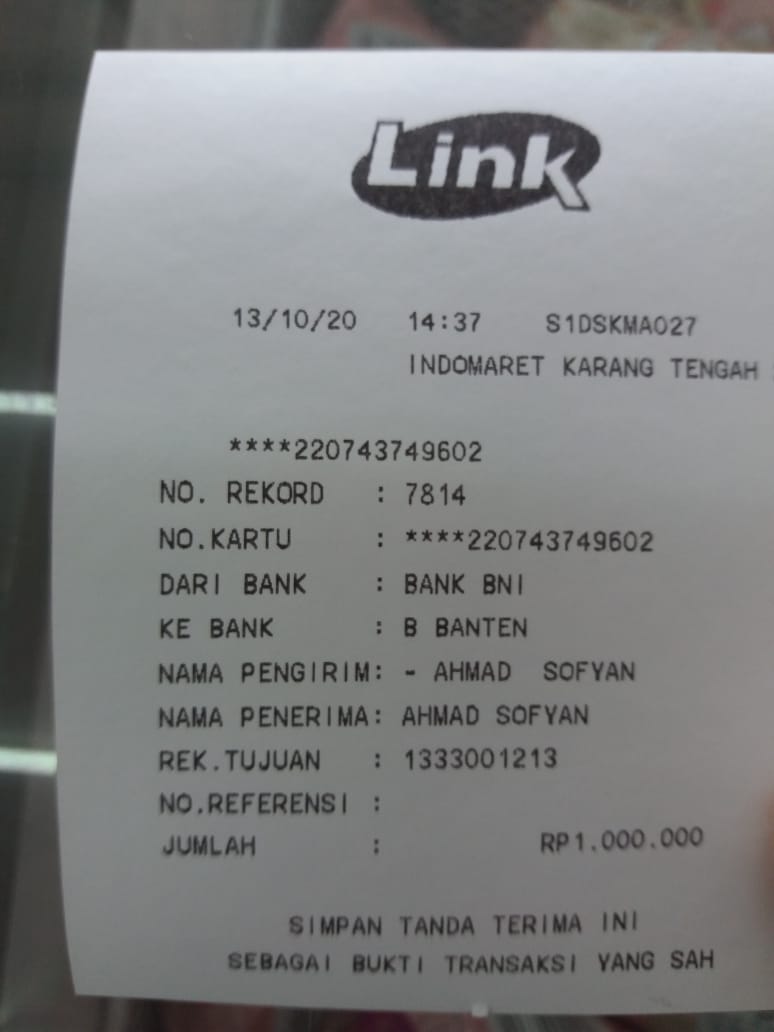 Link
13/10/20 14:37 S1DSKMA027
INDOMARET KARANG TENGAH
****220743749602
NO. REKORD : 7814
NO.KARTU : ****220743749602
DARI BANK : BANK BNI
KE BANK : B BANTEN
NAMA PENGIRIM: - AHMAD SOFYAN
NAMA PENERIMA: AHMAD SOFYAN
REK.TUJUAN : 1333001213
NO.REFERENSI :
JUMLAH : RP1.000.000
SIMPAN TANDA TERIMA INI
SEBAGAI BUKTI TRANSAKSI YANG SAH